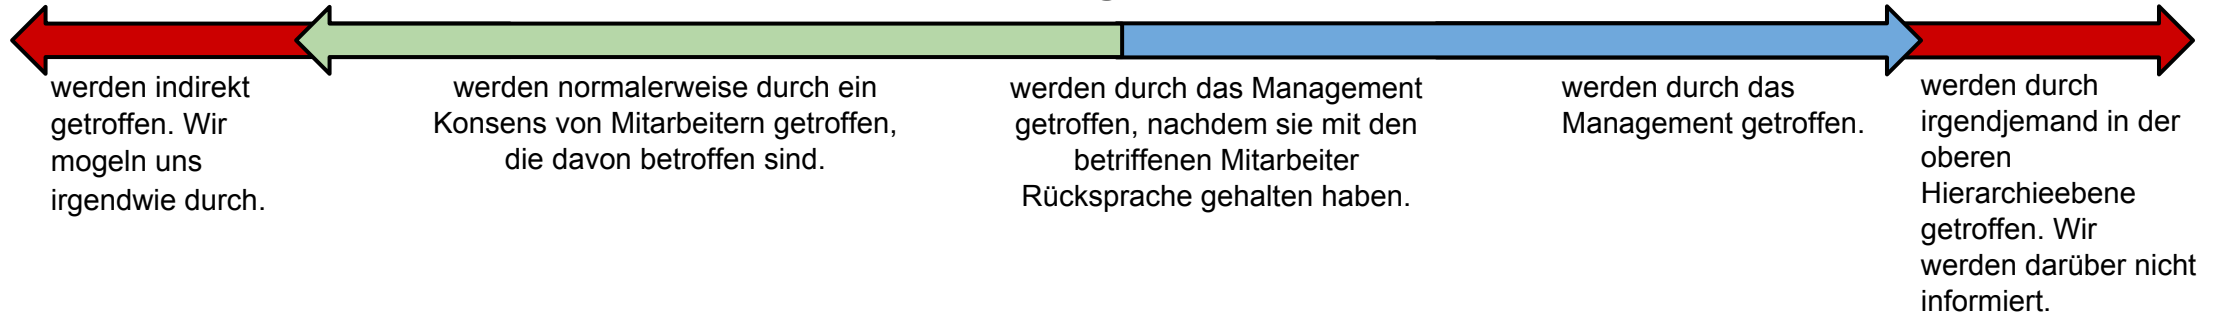 werden indirekt
getroffen. Wir
mogeln uns
irgendwie durch.
werden normalerweise durch ein
Konsens von Mitarbeitern getroffen,
die davon betroffen sind.
werden durch das Management
getroffen, nachdem sie mit den
betriffenen Mitarbeiter
Rücksprache gehalten haben.
werden durch das
Management getroffen.
werden durch
irgendjemand in der
oberen
Hierarchieebene
getroffen. Wir
werden darüber nicht
informiert.